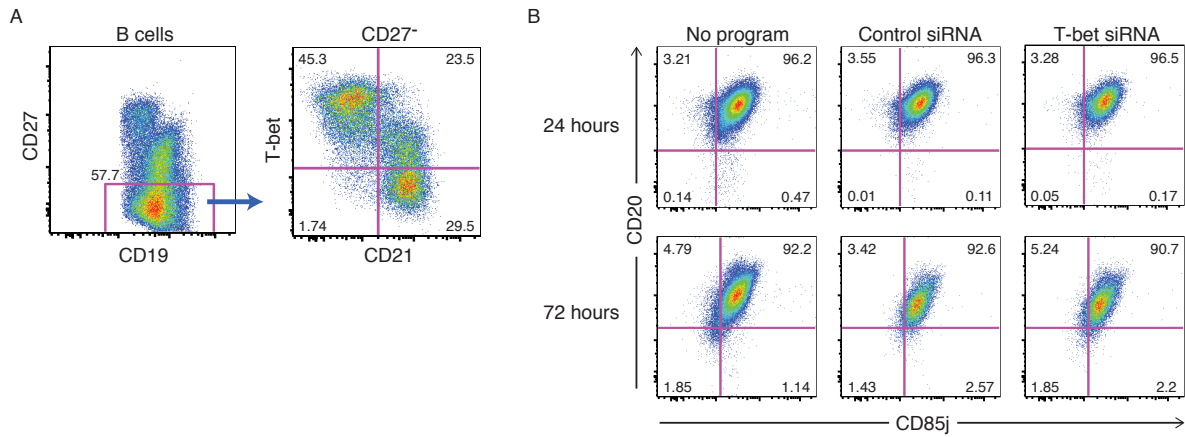 A
B cells
CD27
57.7
CD19
CD27-
T-bet
45.3 23.5
1.74 29.5
CD21
B
No program Control siRNA T-bet siRNA
24 hours
3.21 96.2 3.55 96.3 3.28 96.5
0.14 0.47 0.01 0.11 0.05 0.17
CD20
72 hours
4.79 92.2 3.42 92.6 5.24 90.7
1.85 1.14 1.43 2.57 1.85 2.2
CD85j